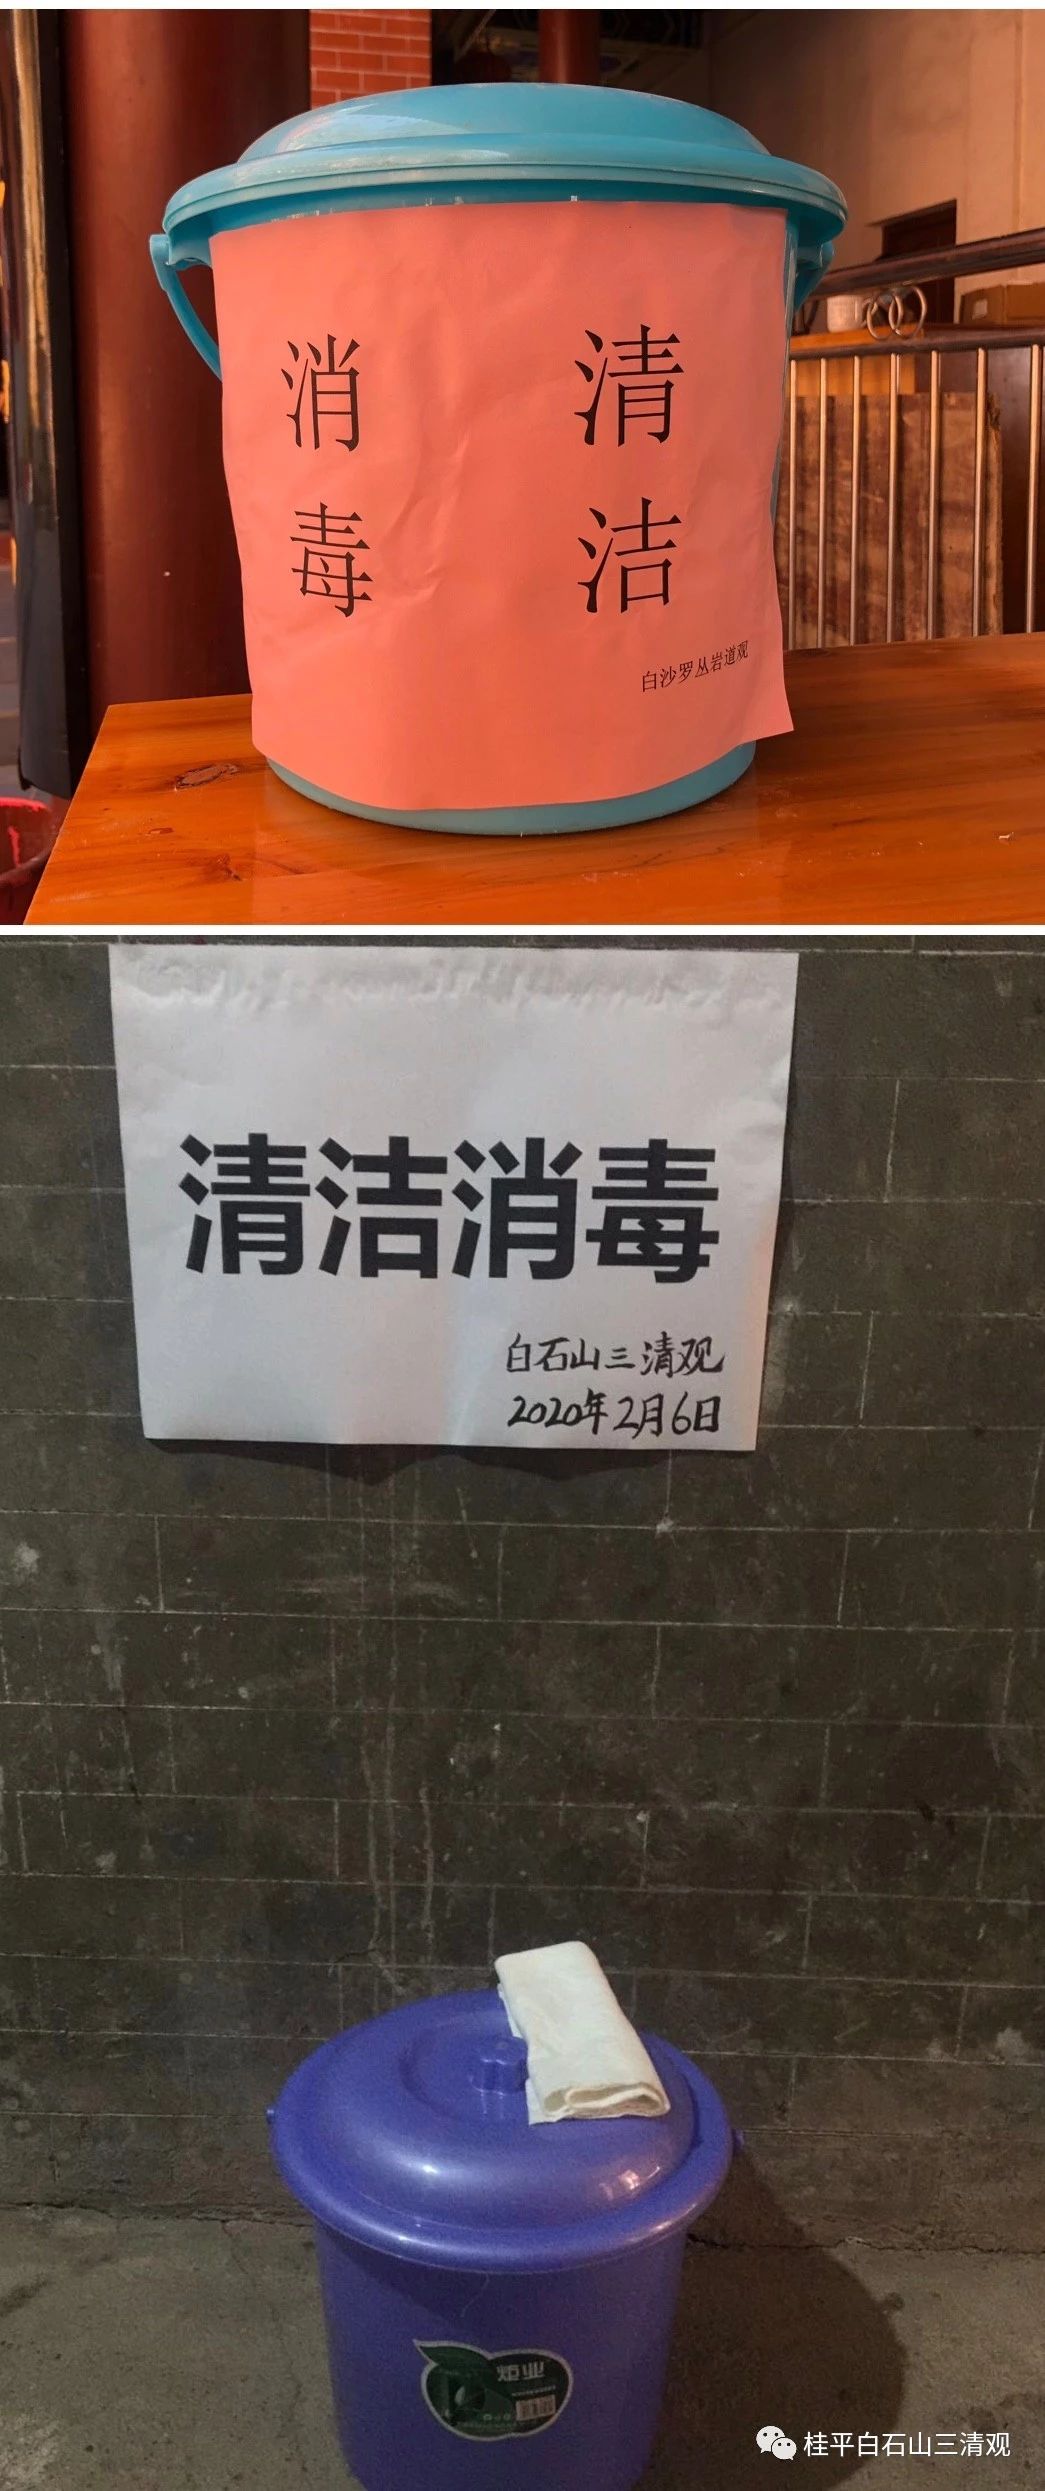 清洁
消毒
白沙罗丛岩道观
清洁消毒
白石山三清观
2020年2月6日
炬业
桂平白石山三清观